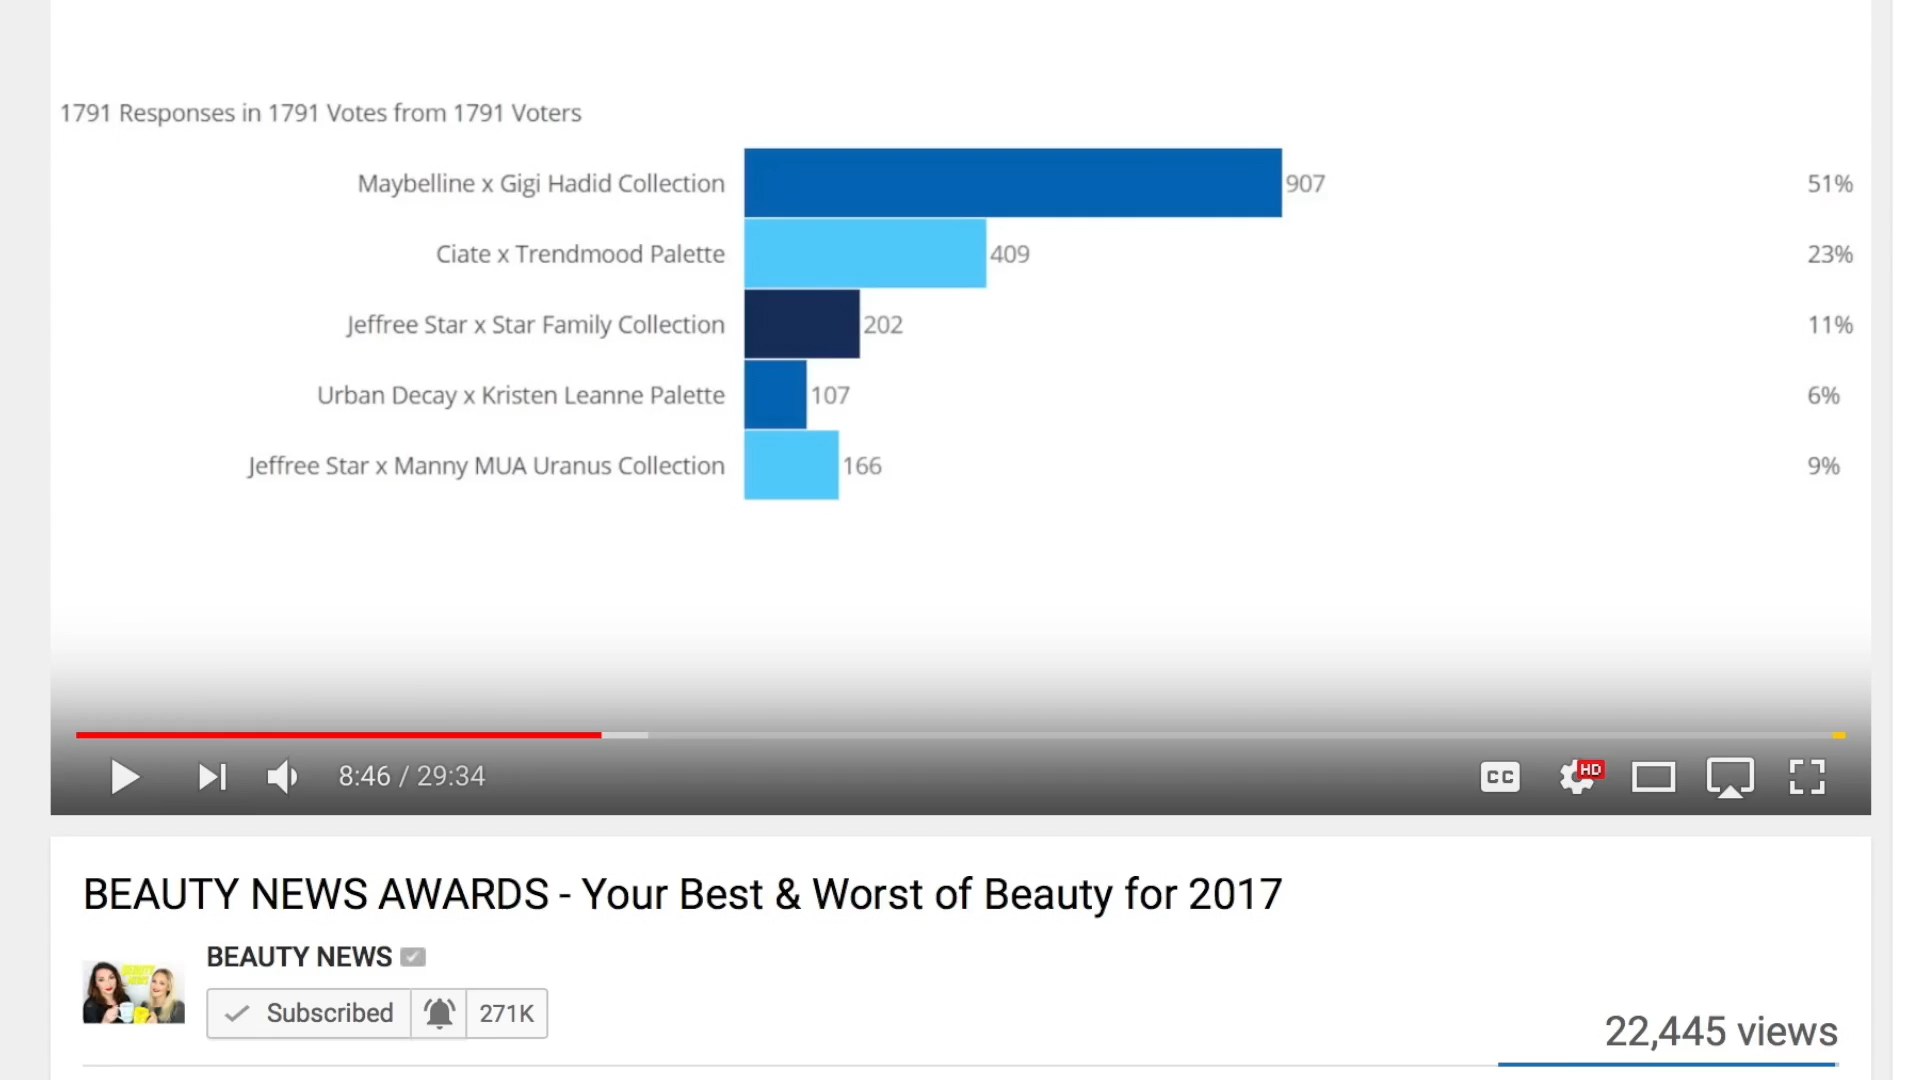 1791 Responses in 1791 Votes from 1791 Voters
Maybelline x Gigi Hadid Collection 907 51%
Ciate x Trendmood Palette 409 23%
Jeffree Star x Star Family Collection 202 11%
Urban Decay x Kristen Leanne Palette 107 6%
Jeffree Star x Manny MUA Uranus Collection 166 9%
8:46 / 29:34
CC
HD
BEAUTY NEWS AWARDS - Your Best & Worst of Beauty for 2017
BEAUTY NEWS
Subscribed 271K
22,445 views